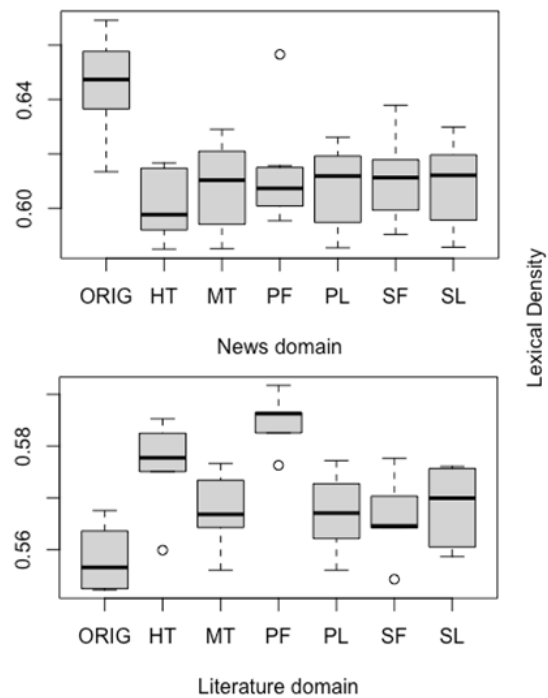 0.64
0.60
ORIG HT MT PF PL SF SL
News domain
Lexical Density
0.58
0.56
ORIG HT MT PF PL SF SL
Literature domain